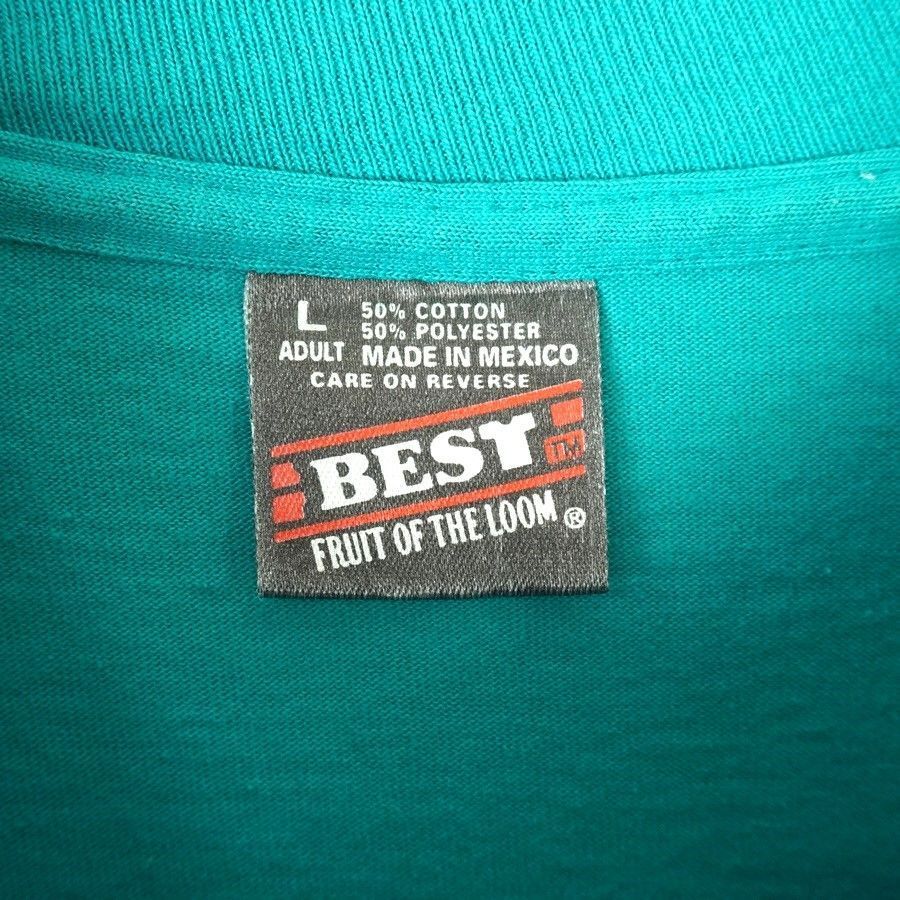 L 50% COTTON
50% POLYESTER
ADULT MADE IN MEXICO
CARE ON REVERSE
BEST TM
FRUIT OF THE LOOM ®